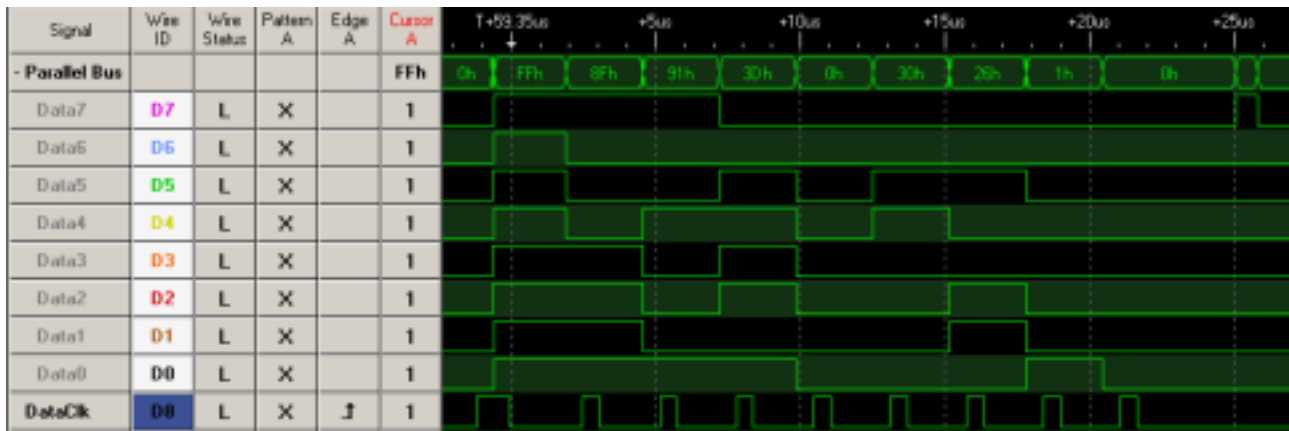 Signal Wire ID Wire Status Pattern A Edge A Cursor A T+59.35us +5us +10us +15us +20us +25us
- Parallel Bus FFh 0h FFh 8Fh 91h 3Dh 0h 30h 26h 1h 0h
Data7 D7 L X 1
Data6 D6 L X 1
Data5 D5 L X 1
Data4 D4 L X 1
Data3 D3 L X 1
Data2 D2 L X 1
Data1 D1 L X 1
Data0 D0 L X 1
DataClk D8 L X 1